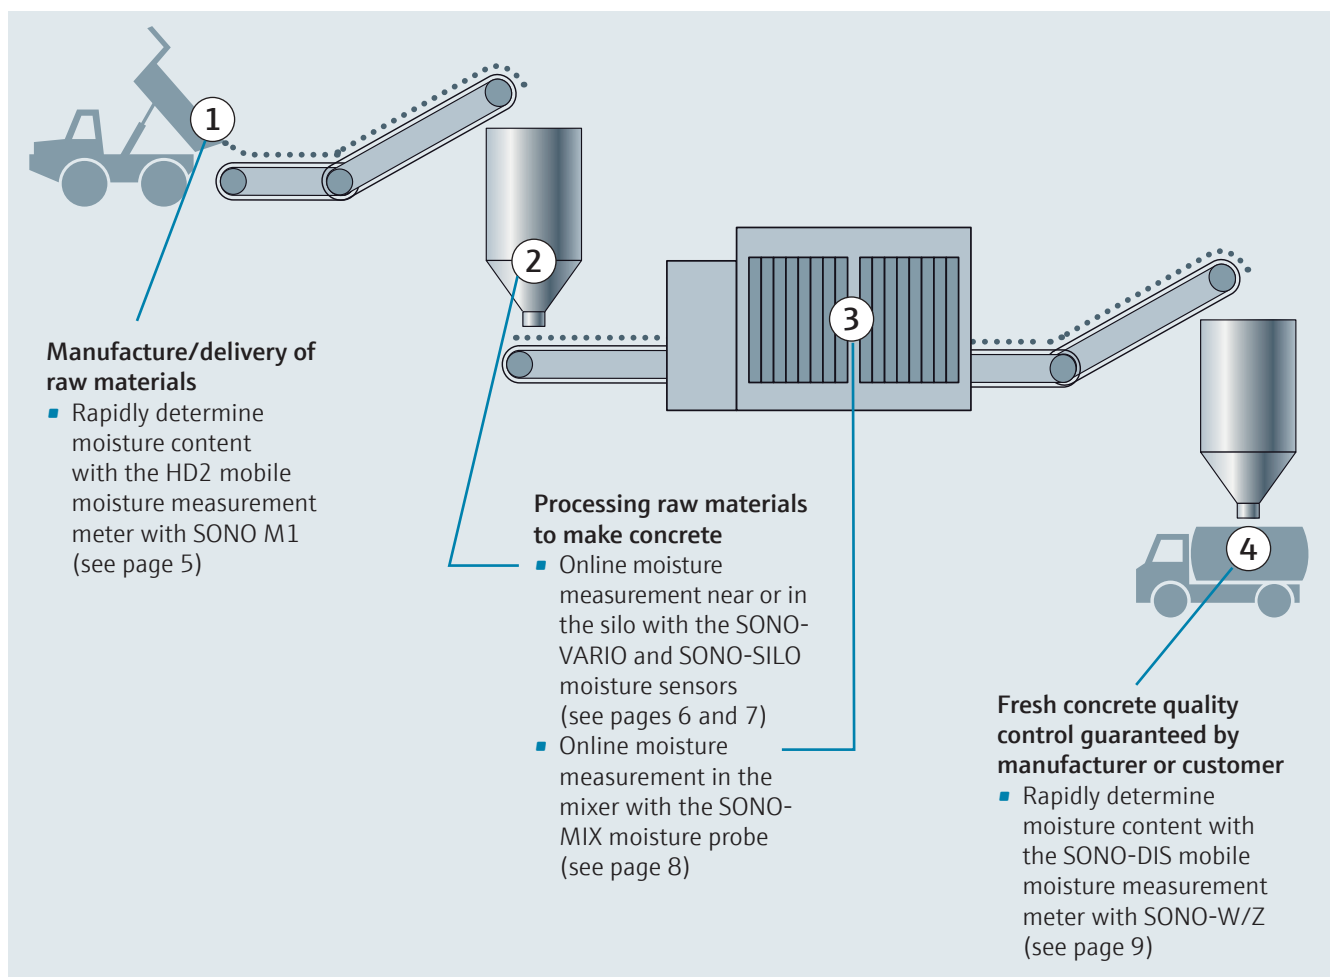 1
2
3
4
Manufacture/delivery of
raw materials
▪ Rapidly determine
moisture content
with the HD2 mobile
moisture measurement
meter with SONO M1
(see page 5)
Processing raw materials
to make concrete
▪ Online moisture
measurement near or in
the silo with the SONO-
VARIO and SONO-SILO
moisture sensors
(see pages 6 and 7)
▪ Online moisture
measurement in the
mixer with the SONO-
MIX moisture probe
(see page 8)
Fresh concrete quality
control guaranteed by
manufacturer or customer
▪ Rapidly determine
moisture content with
the SONO-DIS mobile
moisture measurement
meter with SONO-W/Z
(see page 9)